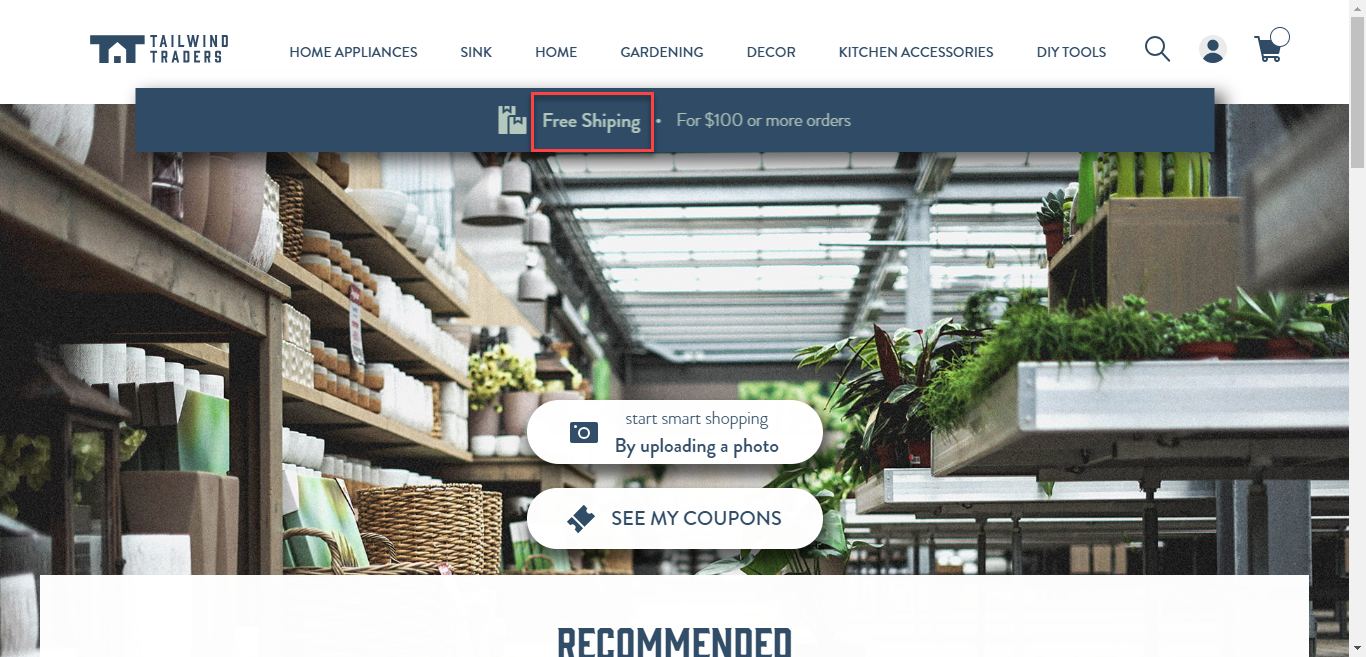 TAILWIND
TRADERS
HOME APPLIANCES
SINK
HOME
GARDENING
DECOR
KITCHEN ACCESSORIES
DIY TOOLS
Free Shiping • For $100 or more orders
start smart shopping
By uploading a photo
SEE MY COUPONS
RECOMMENDED